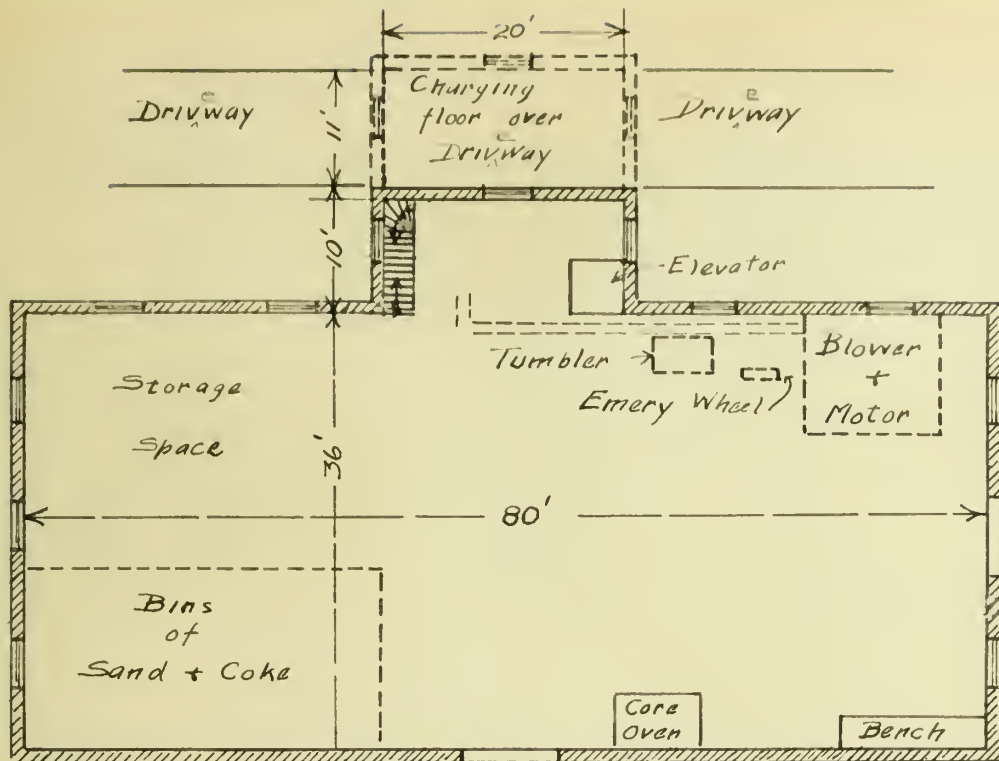 20'
Charging
floor over
Driveway
Driveway
Driveway
11'
10'
Elevator
Tumbler
Emery Wheel
Blower
+
Motor
Storage
Space
36'
80'
Bins
of
Sand + Coke
Core
Oven
Bench